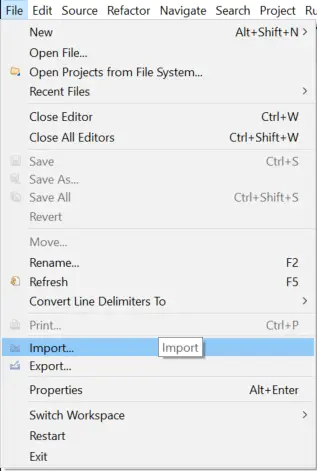 File Edit Source Refactor Navigate Search Project Ru
New Alt+Shift+N >
Open File...
Open Projects from File System...
Recent Files >
Close Editor Ctrl+W
Close All Editors Ctrl+Shift+W
Save Ctrl+S
Save As...
Save All Ctrl+Shift+S
Revert
Move...
Rename... F2
Refresh F5
Convert Line Delimiters To >
Print... Ctrl+P
Import... Import
Export...
Properties Alt+Enter
Switch Workspace >
Restart
Exit